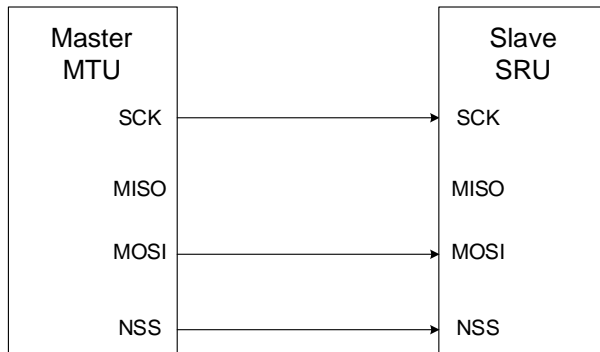 Master
MTU
SCK
MISO
MOSI
NSS
Slave
SRU
SCK
MISO
MOSI
NSS